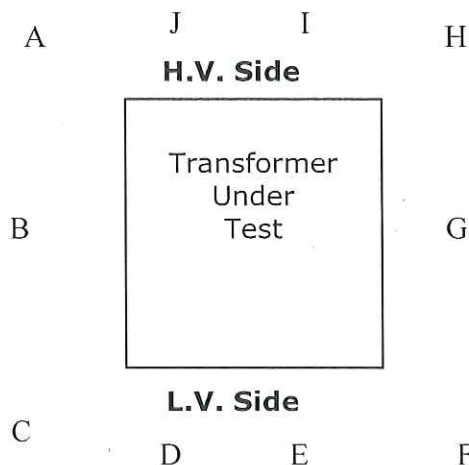 A J I H
H.V. Side
Transformer
Under
Test
B G
L.V. Side
C
D E F